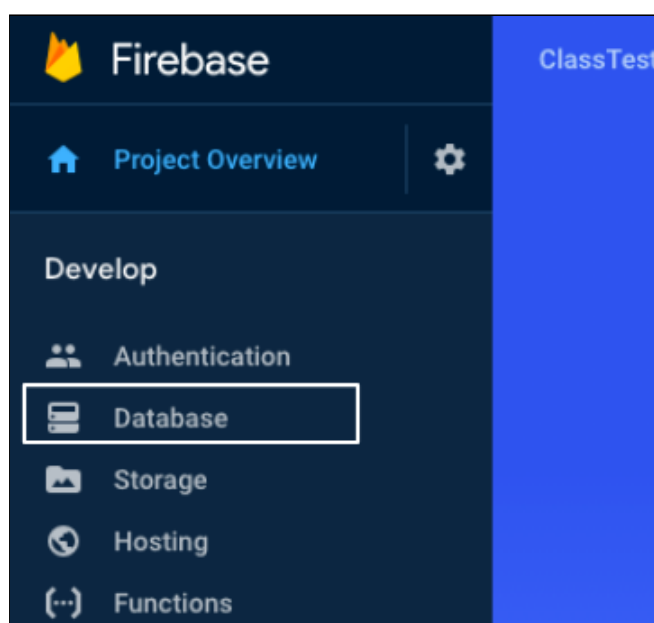 Firebase
ClassTest
Project Overview
Develop
Authentication
Database
Storage
Hosting
Functions